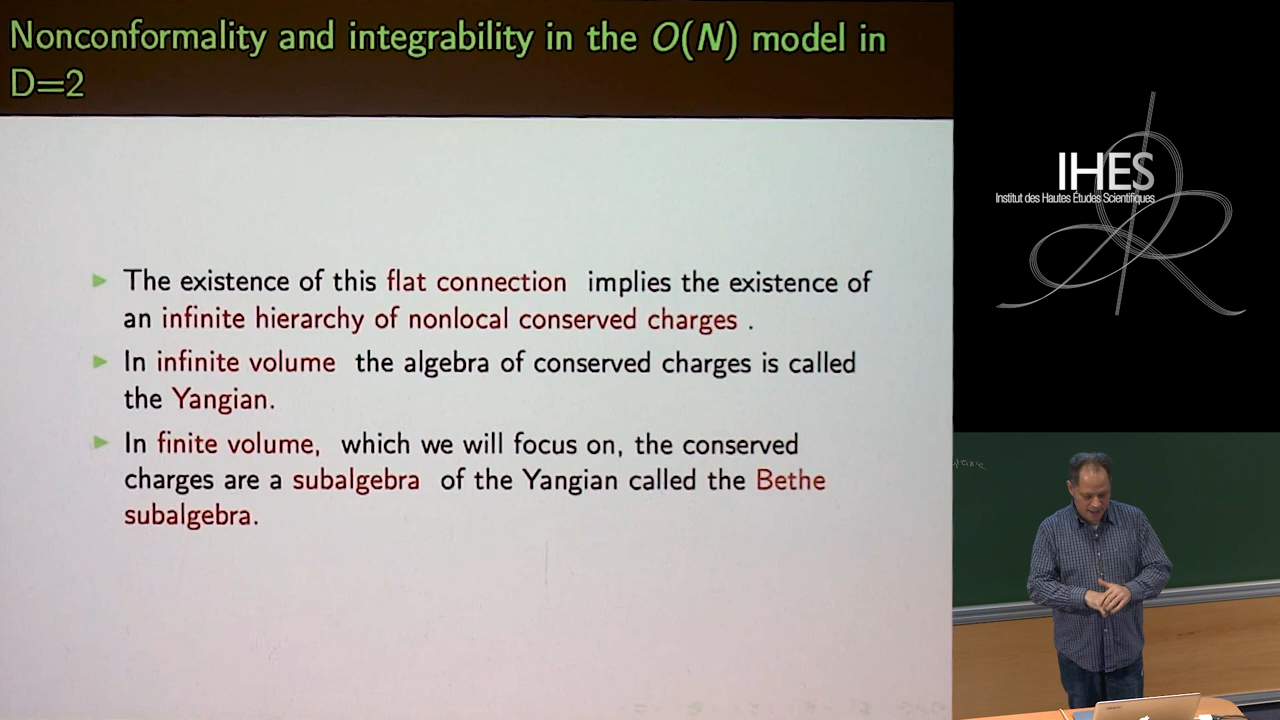 Nonconformality and integrability in the O(N) model in
D=2
The existence of this flat connection implies the existence of
an infinite hierarchy of nonlocal conserved charges .
In infinite volume the algebra of conserved charges is called
the Yangian.
In finite volume, which we will focus on, the conserved
charges are a subalgebra of the Yangian called the Bethe
subalgebra.
IHES
Institut des Hautes Études Scientifiques